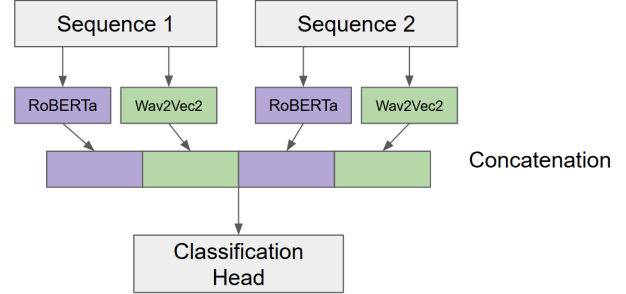 Sequence 1
Sequence 2
RoBERTa
Wav2Vec2
RoBERTa
Wav2Vec2
Concatenation
Classification
Head